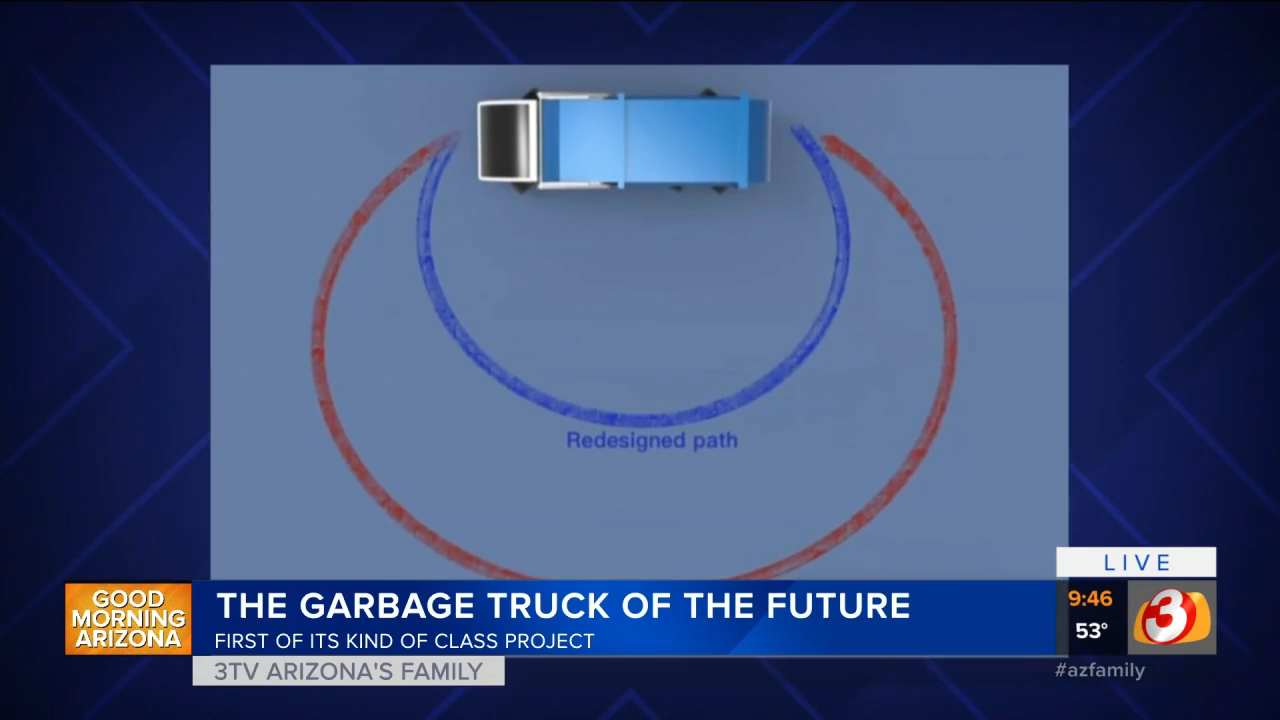 Redesigned path
LIVE
GOOD
MORNING
ARIZONA
THE GARBAGE TRUCK OF THE FUTURE
FIRST OF ITS KIND OF CLASS PROJECT
3TV ARIZONA'S FAMILY
9:46
53°
3
#azfamily